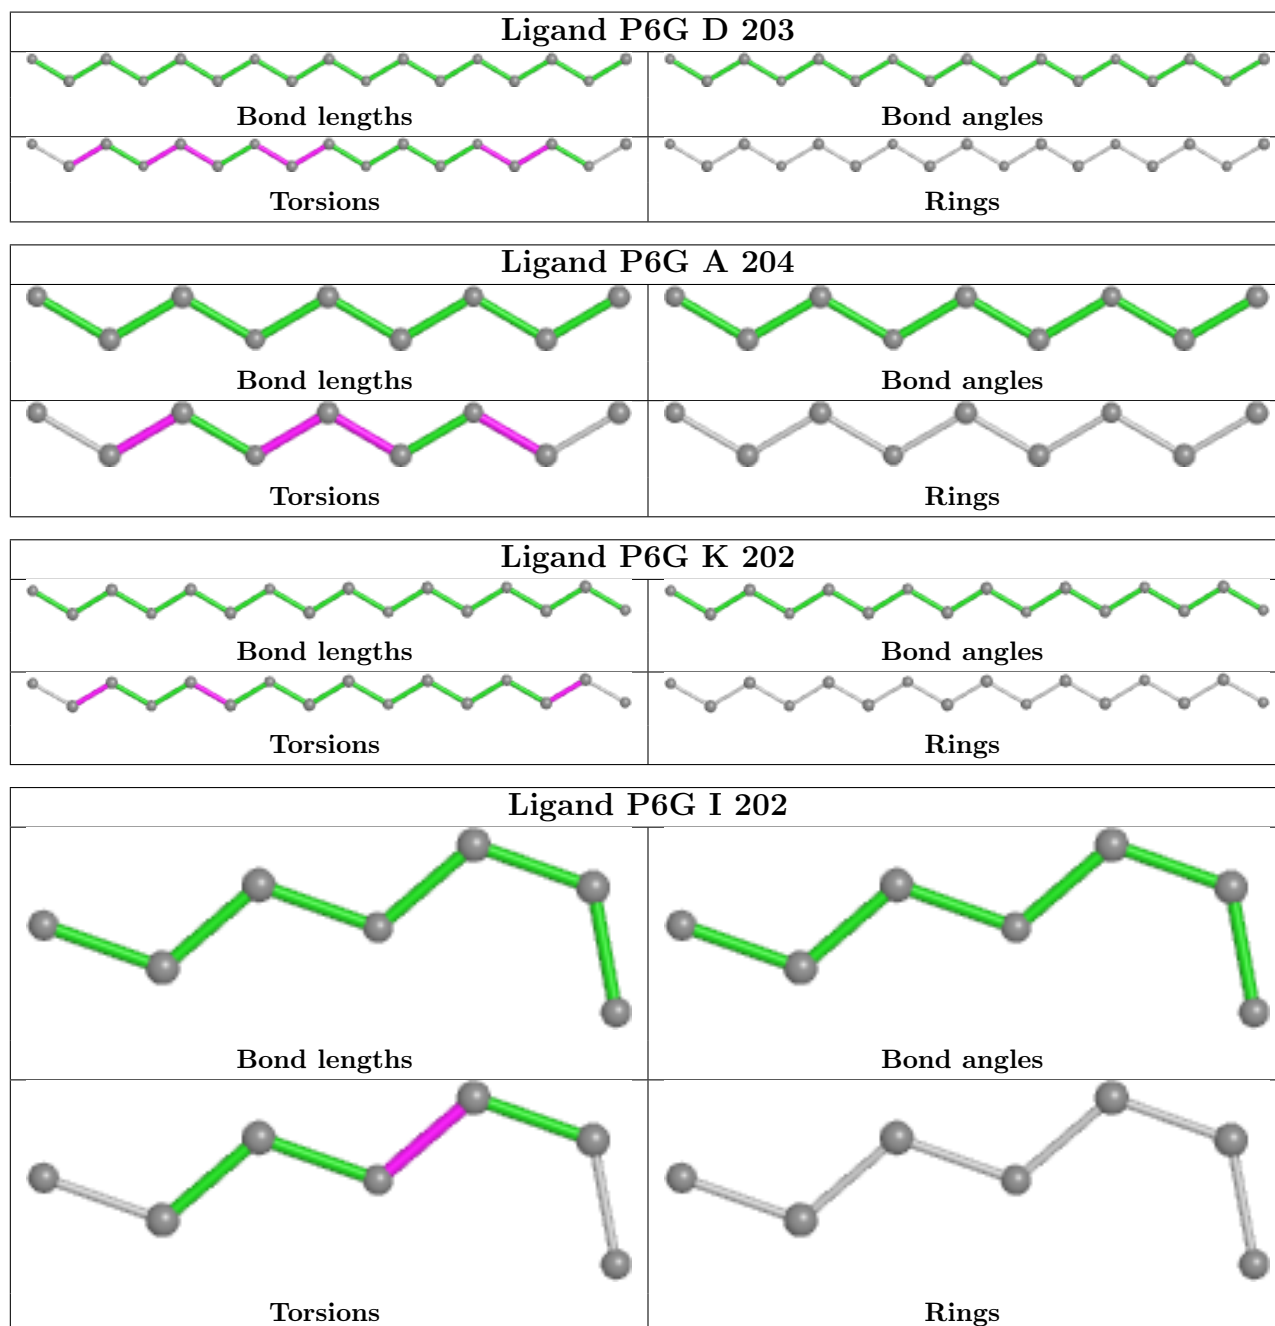 Ligand P6G D 203
Bond lengths Bond angles
Torsions Rings
Ligand P6G A 204
Bond lengths Bond angles
Torsions Rings
Ligand P6G K 202
Bond lengths Bond angles
Torsions Rings
Ligand P6G I 202
Bond lengths Bond angles
Torsions Rings